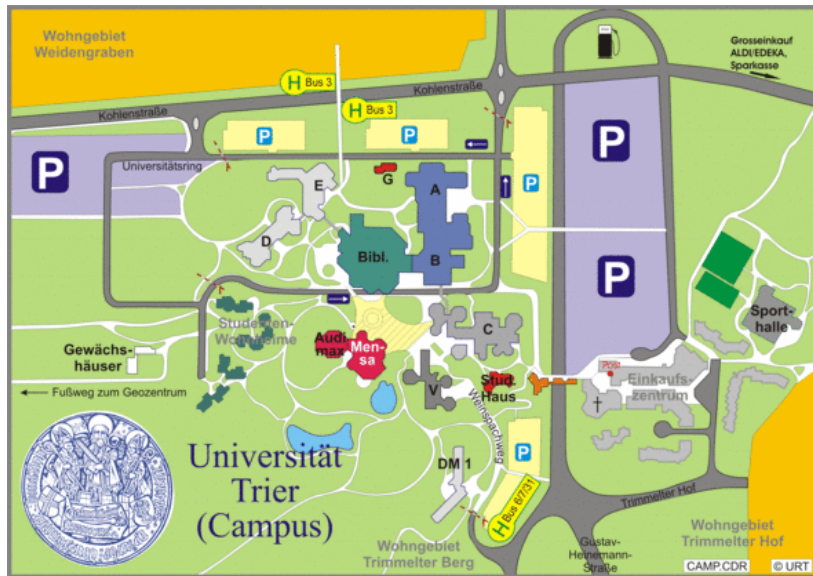 Wohngebiet
Weidengraben
Grosseinkauf
ALDI/EDEKA,
Sparkasse
H Bus 3
H Bus 3
Kohlenstraße
Kohlenstraße
P
P
P
P
P
Universitätsring
E
G
A
D
Bibl.
B
P
Studenten-
Wohnheime
Audi
max
Men-
sa
C
Sport-
halle
Gewächs-
häuser
Post
Einkaufs-
zentrum
V
Stud.
Haus
Fußweg zum Geozentrum
Weinspachweg
P
Universität
Trier
(Campus)
DM 1
H Bus 6/7/31
Trimmelter Hof
Wohngebiet
Trimmelter Berg
Gustav-
Heinemann-
Straße
Wohngebiet
Trimmelter Hof
CAMP.CDR
© URT